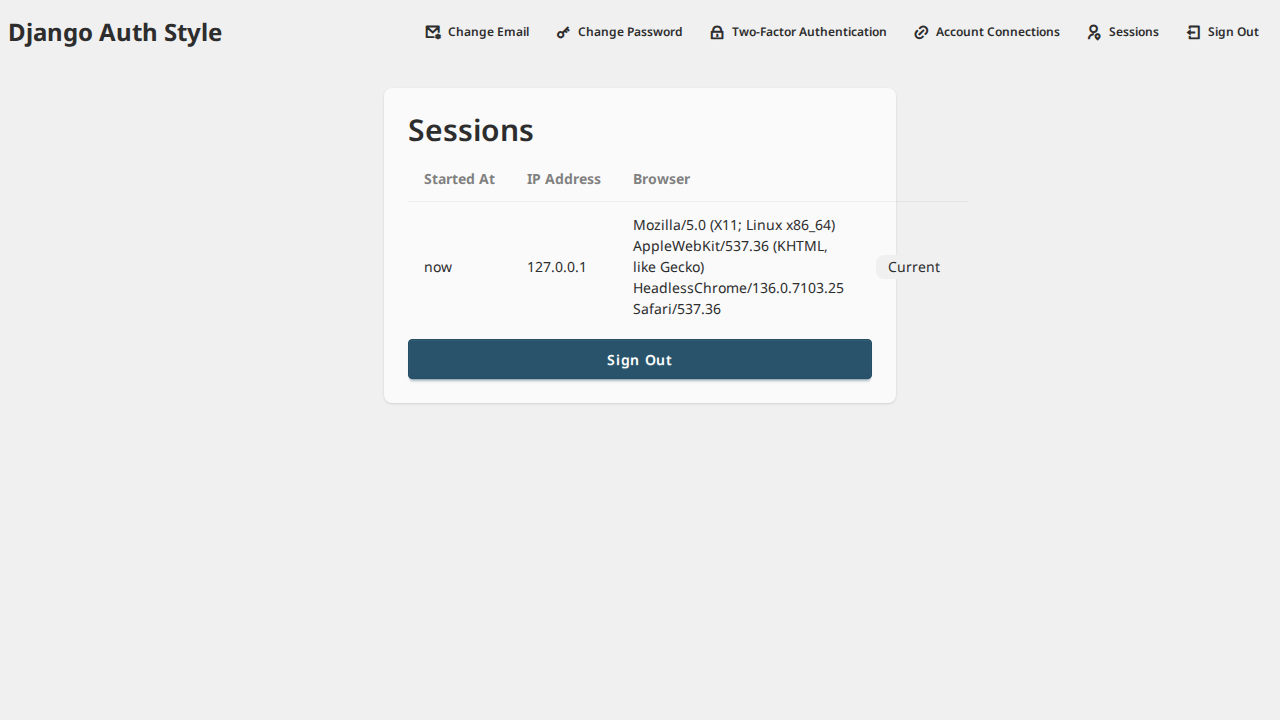 Django Auth Style
Change Email
Change Password
Two-Factor Authentication
Account Connections
Sessions
Sign Out
Sessions
Started At
IP Address
Browser
now
127.0.0.1
Mozilla/5.0 (X11; Linux x86_64)
AppleWebKit/537.36 (KHTML,
like Gecko)
HeadlessChrome/136.0.7103.25
Safari/537.36
Current
Sign Out